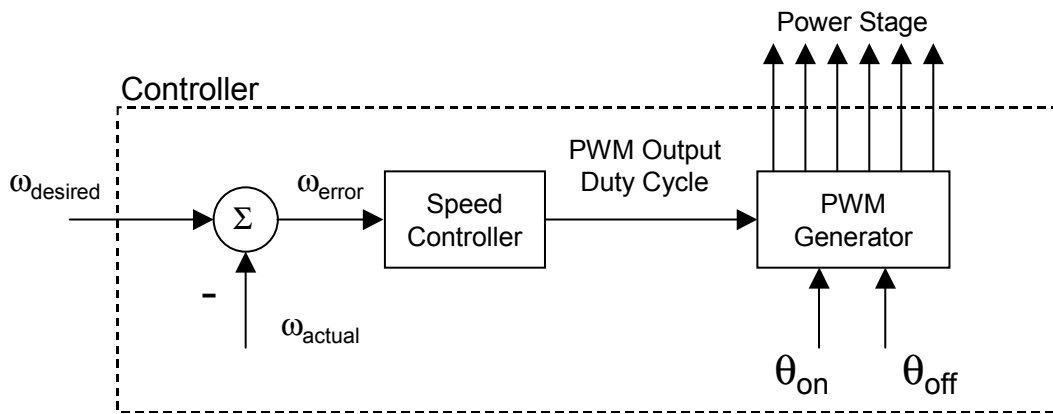 Power Stage
Controller
PWM Output
Duty Cycle
ωdesired
ωerror
Σ
Speed
Controller
PWM
Generator
-
ωactual
θon
θoff